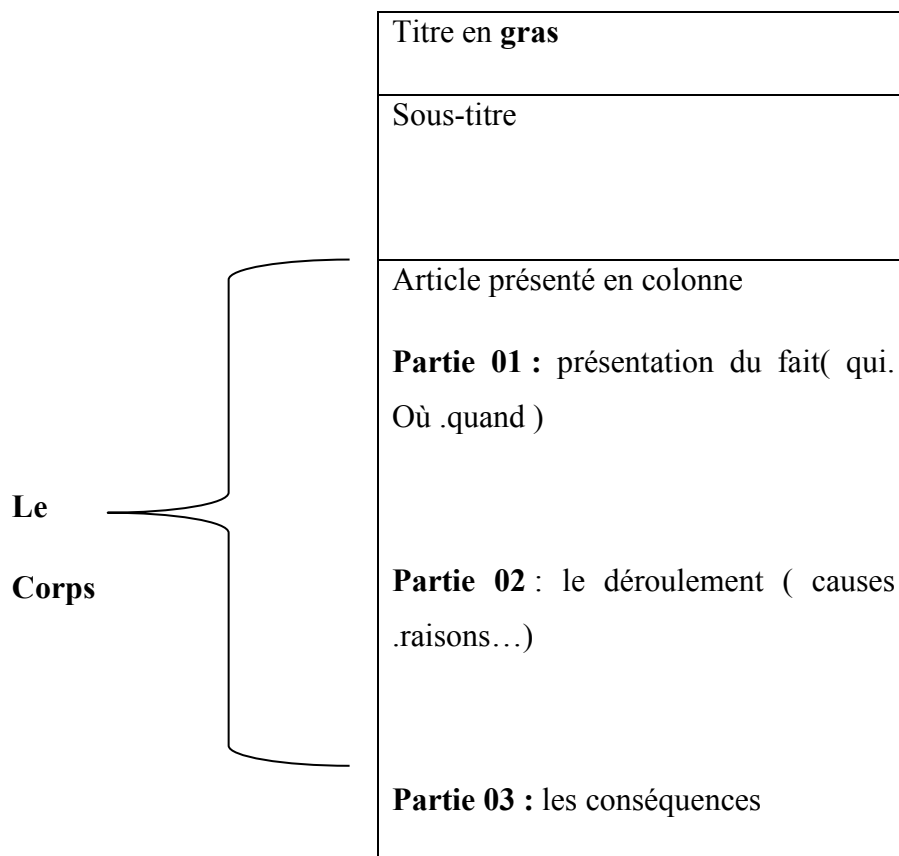 Titre en gras
Sous-titre
Article présenté en colonne
Partie 01 : présentation du fait( qui.
Où .quand )
Le
Corps
Partie 02 : le déroulement ( causes
.raisons…)
Partie 03 : les conséquences